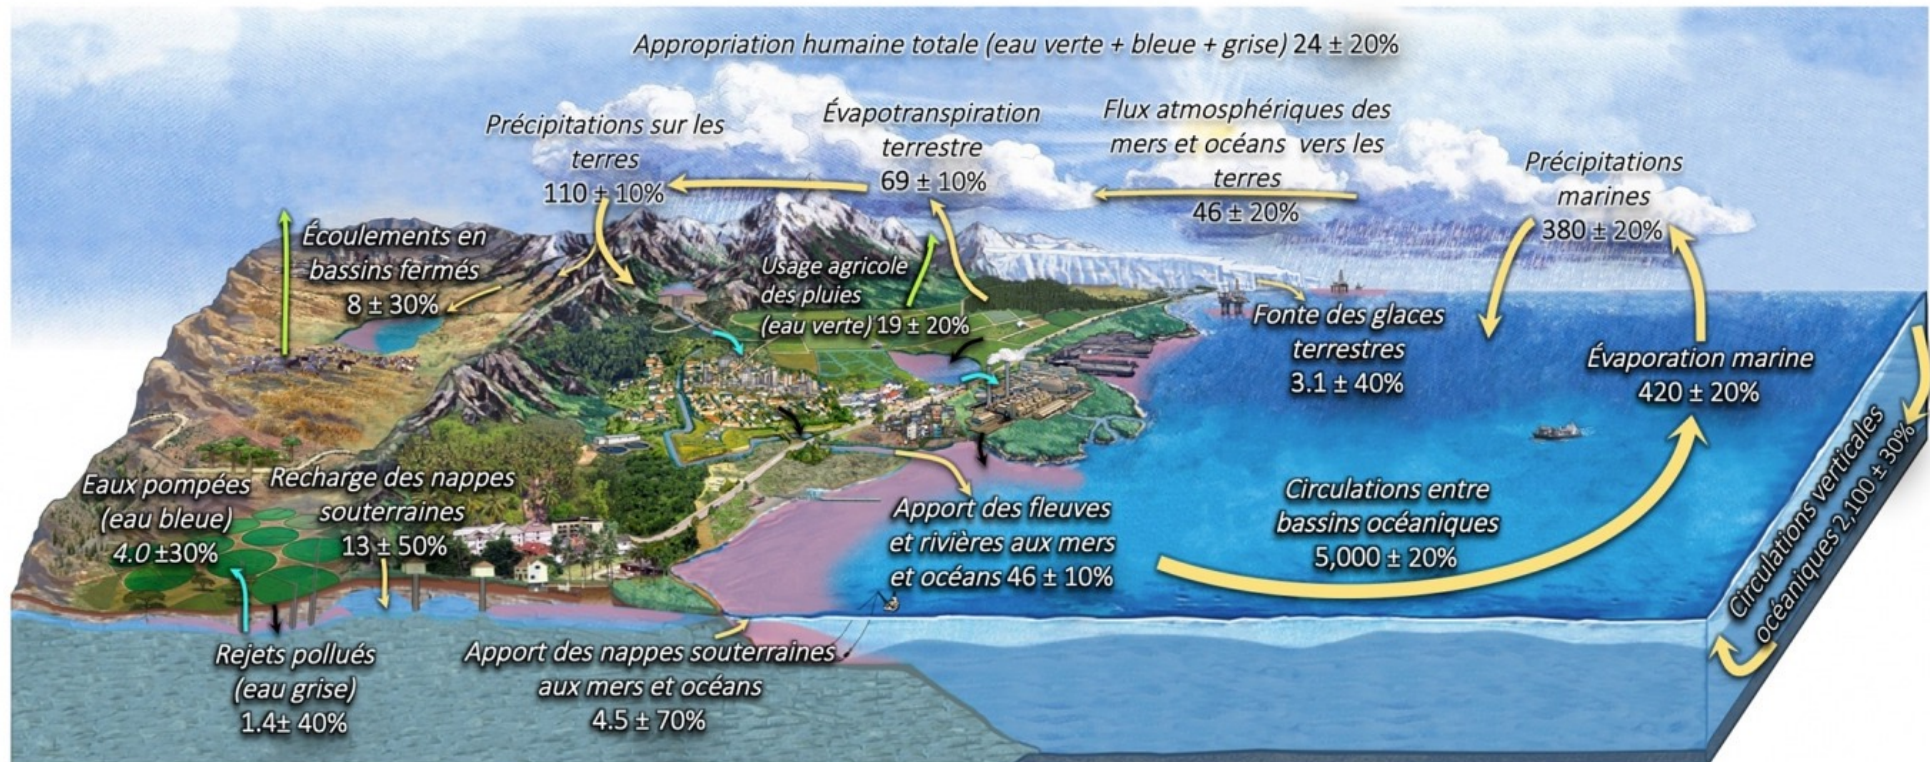 Appropriation humaine totale (eau verte + bleue + grise) 24 ± 20%
Précipitations sur les
terres
110 ± 10%
Évapotranspiration
terrestre
69 ± 10%
Flux atmosphériques des
mers et océans vers les
terres
46 ± 20%
Précipitations
marines
380 ± 20%
Écoulements en
bassins fermés
8 ± 30%
Usage agricole
des pluies
(eau verte) 19 ± 20%
Fonte des glaces
terrestres
3.1 ± 40%
Évaporation marine
420 ± 20%
Eaux pompées
(eau bleue)
4.0 ±30%
Recharge des nappes
souterraines
13 ± 50%
Apport des fleuves
et rivières aux mers
et océans 46 ± 10%
Circulations entre
bassins océaniques
5,000 ± 20%
Circulations verticales
océaniques 2,100 ± 30%
Rejets pollués
(eau grise)
1.4± 40%
Apport des nappes souterraines
aux mers et océans
4.5 ± 70%